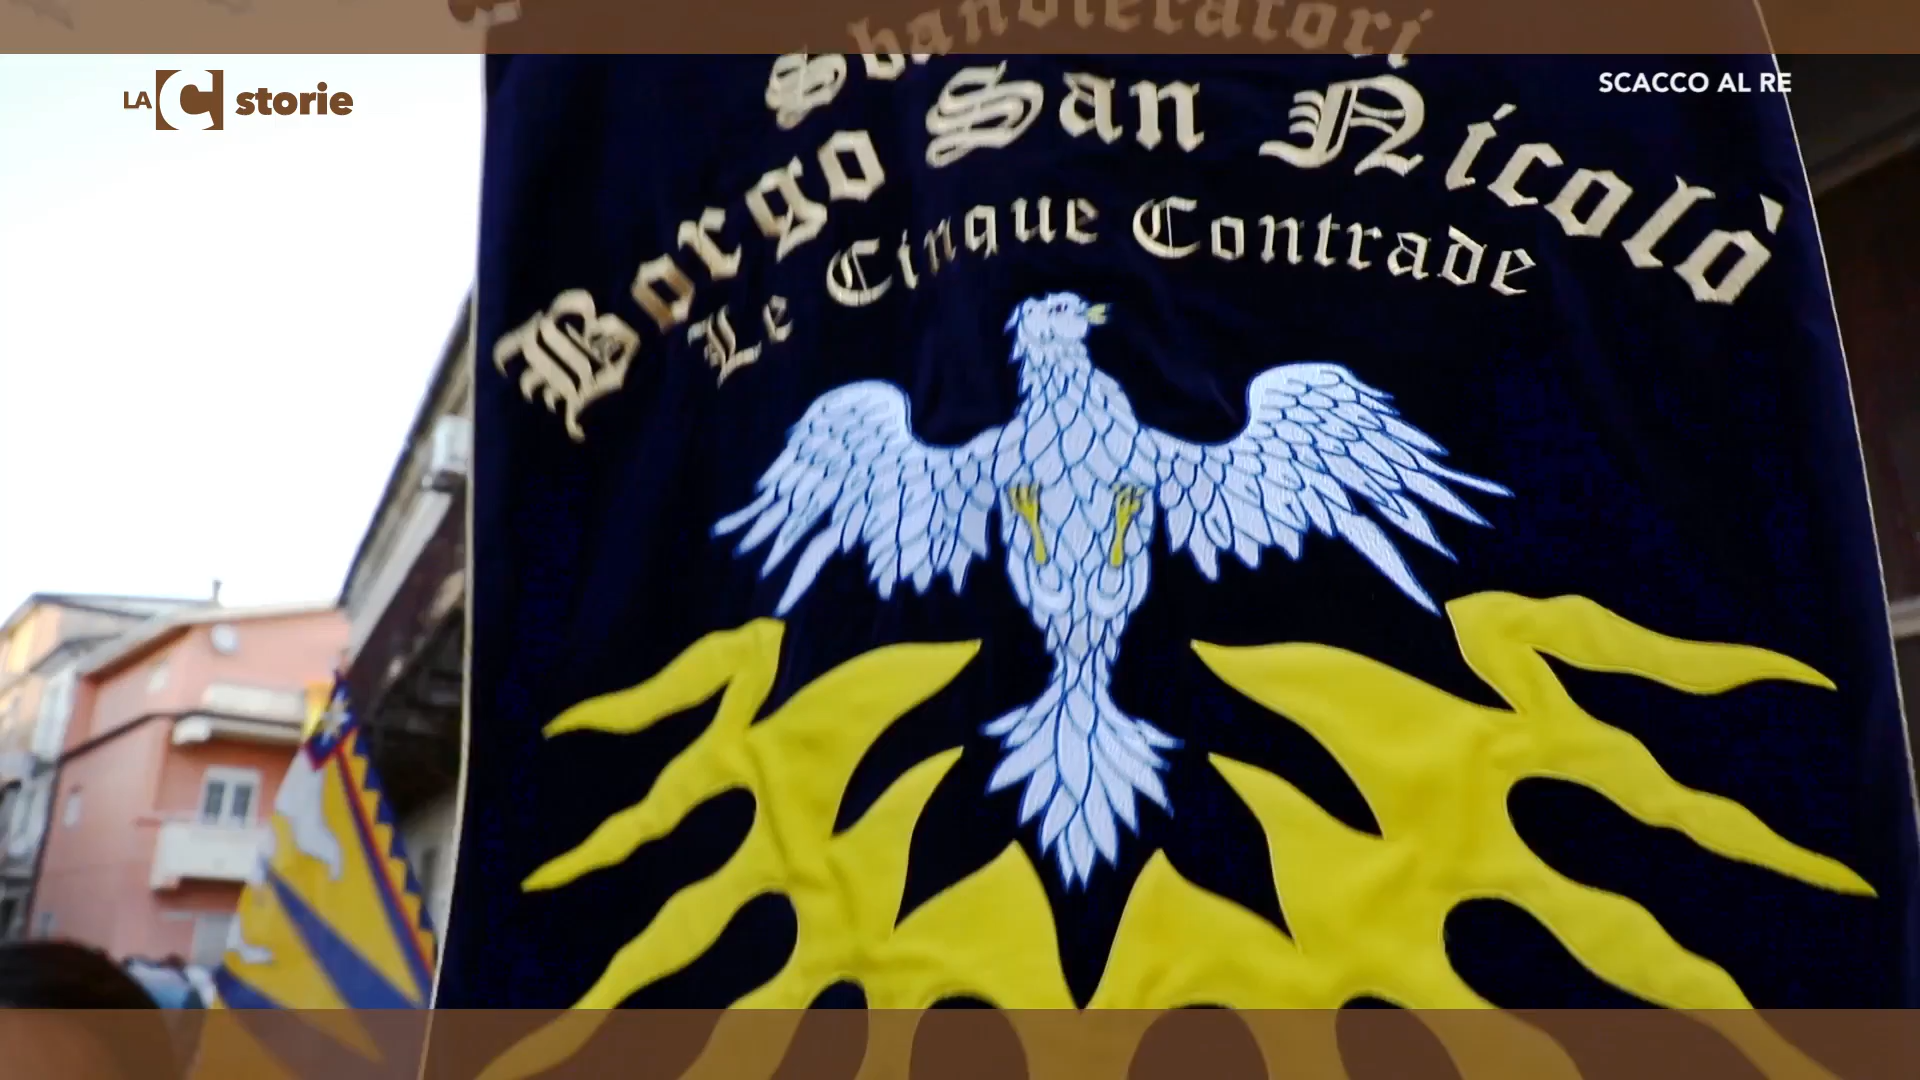 Sbandieratori
LA C storie
SCACCO AL RE
Borgo San Nicolò
Le Cinque Contrade